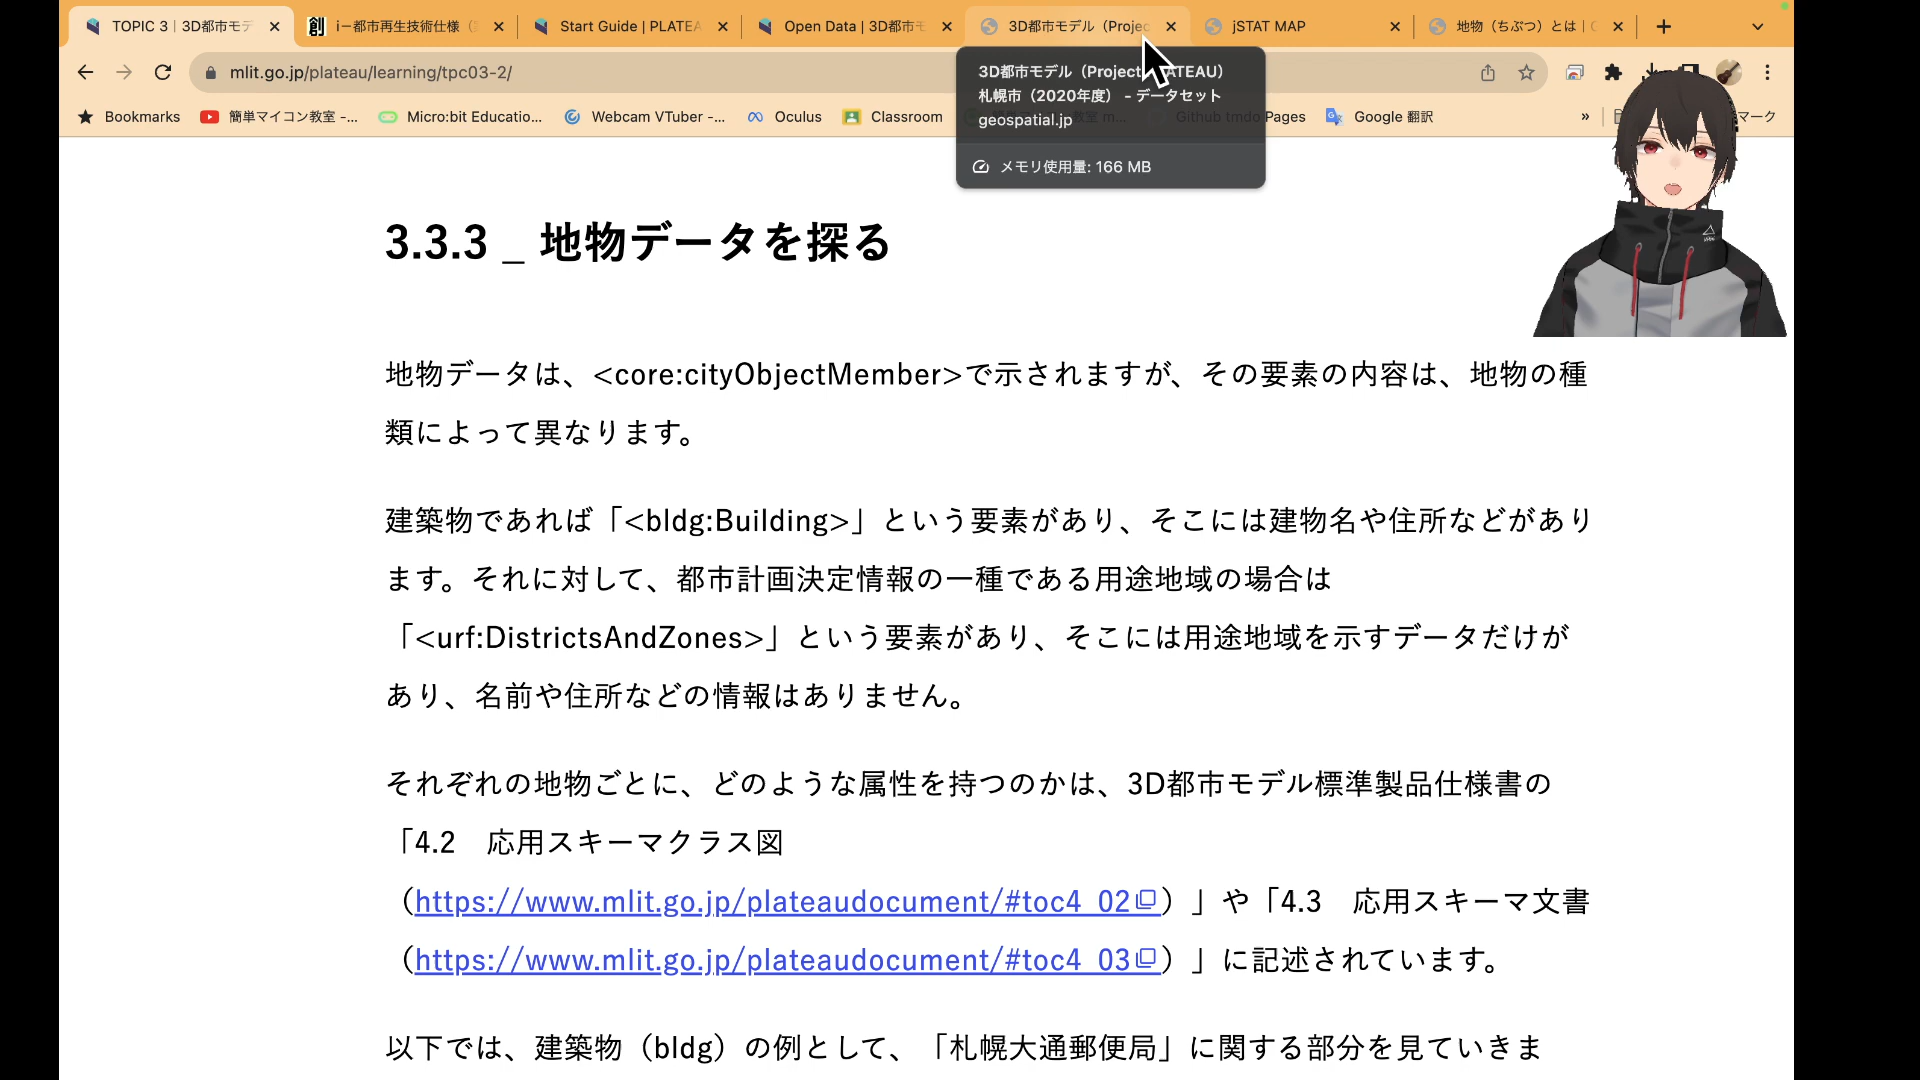 TOPIC 3 | 3D都市モデ
i－都市再生技術仕様
Start Guide | PLATEA
Open Data | 3D都市モ
3D都市モデル（Projec
jSTAT MAP
地物（ちぶつ）とは |
mlit.go.jp/plateau/learning/tpc03-2/
3D都市モデル（Project
ATEAU）
札幌市（2020年度） - データセット
geospatial.jp
メモリ使用量: 166 MB
Bookmarks
簡単マイコン教室 -...
Micro:bit Educatio...
Webcam VTuber -...
Oculus
Classroom
Github tmdo Pages
Google 翻訳
»
マーク
3.3.3 _ 地物データを探る
地物データは、<core:cityObjectMember>で示されますが、その要素の内容は、地物の種
類によって異なります。
建築物であれば「<bldg:Building>」という要素があり、そこには建物名や住所などがあり
ます。それに対して、都市計画決定情報の一種である用途地域の場合は
「<urf:DistrictsAndZones>」という要素があり、そこには用途地域を示すデータだけが
あり、名前や住所などの情報はありません。
それぞれの地物ごとに、どのような属性を持つのかは、3D都市モデル標準製品仕様書の
「4.2　応用スキーマクラス図
（https://www.mlit.go.jp/plateaudocument/#toc4_02）」や「4.3　応用スキーマ文書
（https://www.mlit.go.jp/plateaudocument/#toc4_03）」に記述されています。
以下では、建築物（bldg）の例として、「札幌大通郵便局」に関する部分を見ていきま